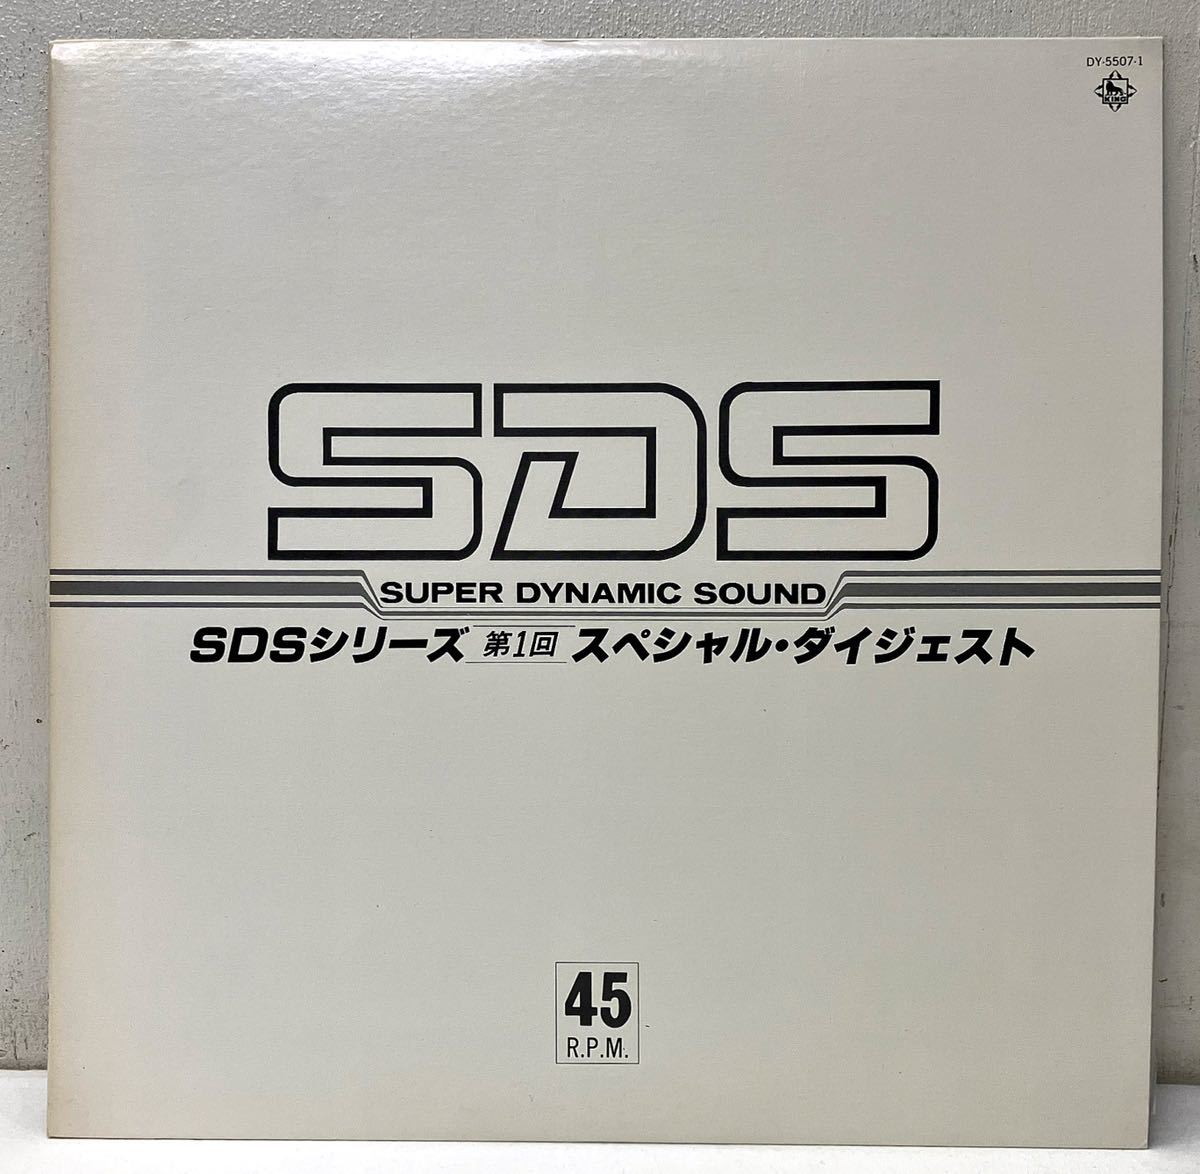 DY-5507-1
KING
SDS
SUPER DYNAMIC SOUND
SDSシリーズ 第1回 スペシャル・ダイジェスト
45
R.P.M.